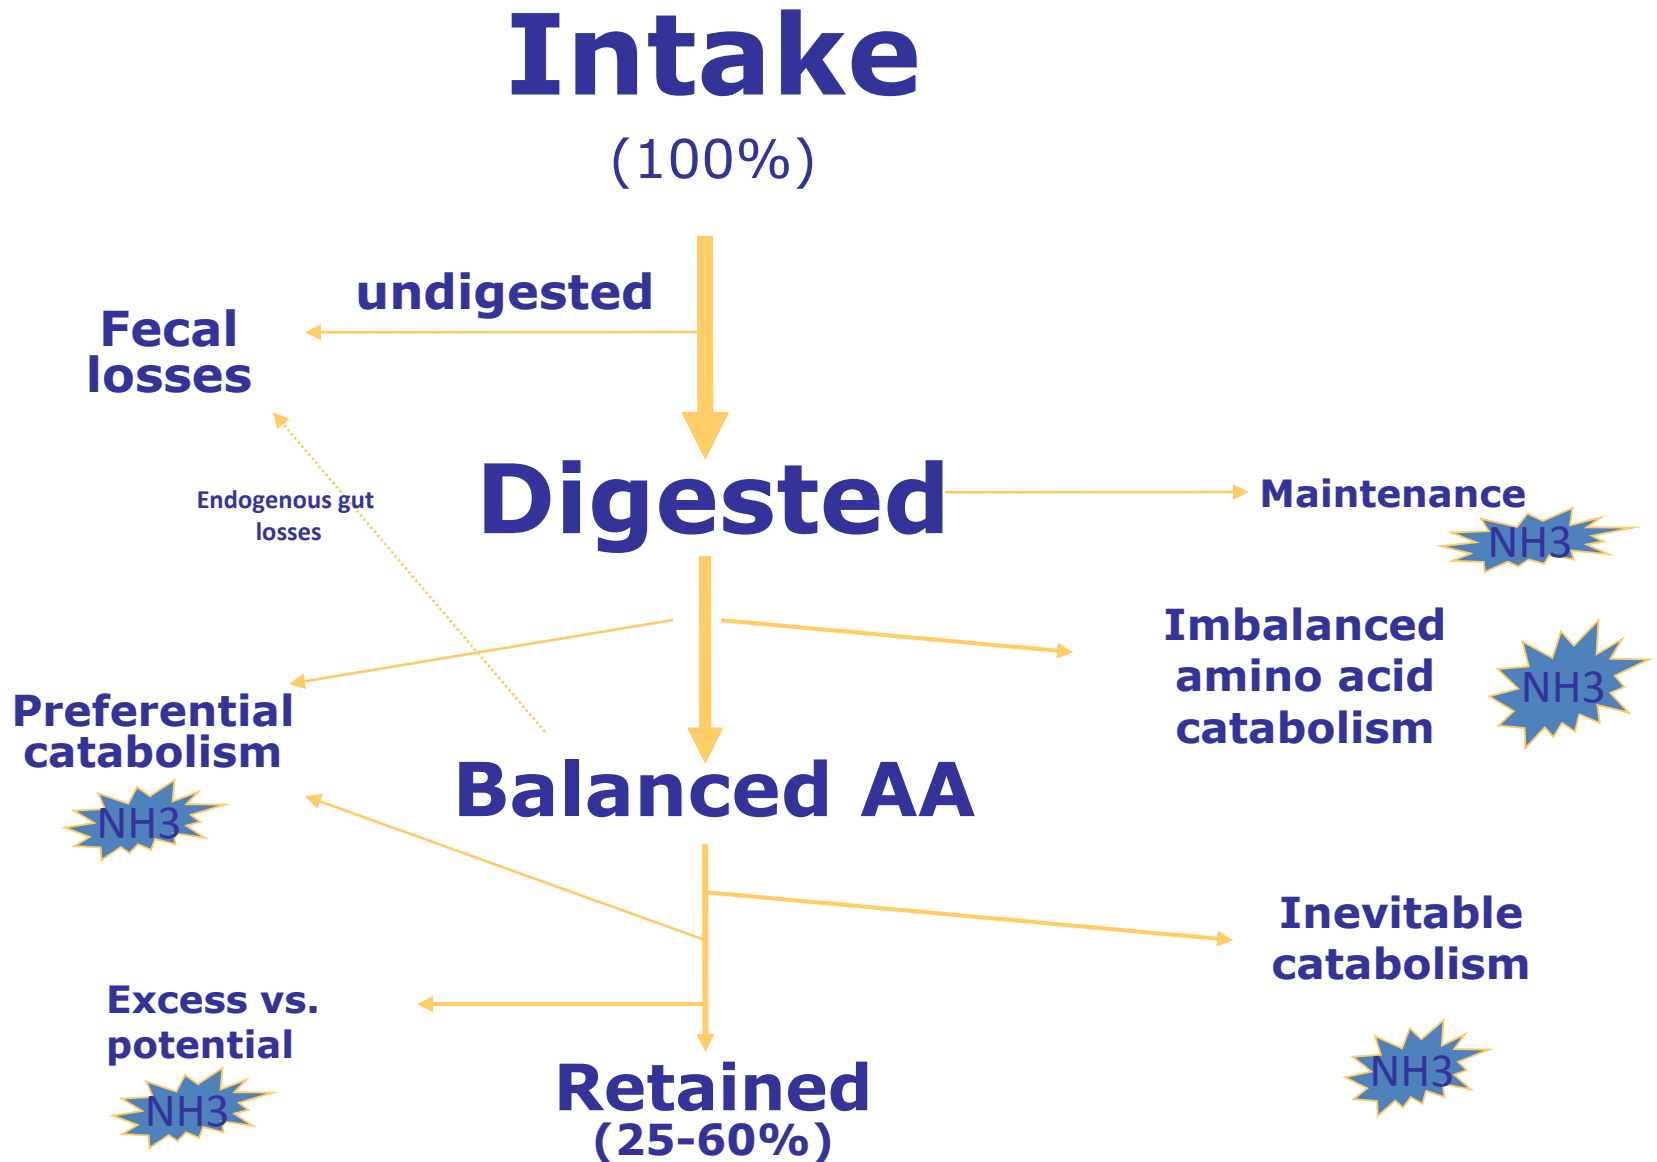 Intake
(100%)
undigested
Fecal
losses
Digested
Endogenous gut
losses
Maintenance
NH3
Imbalanced
amino acid
catabolism
NH3
Preferential
catabolism
NH3
Balanced AA
Inevitable
catabolism
NH3
Excess vs.
potential
NH3
Retained
(25-60%)